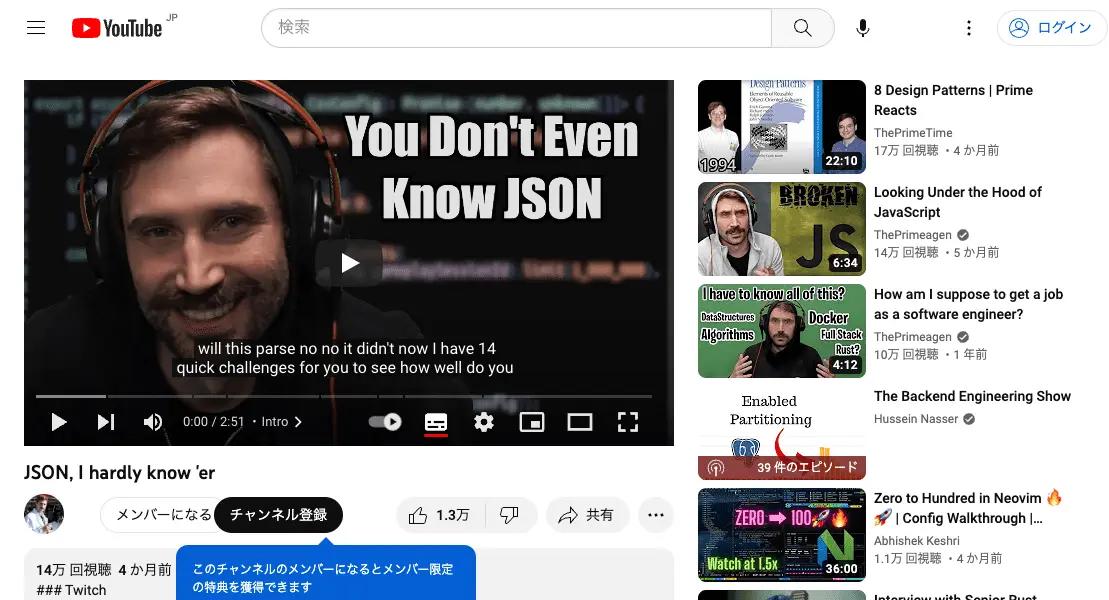 YouTube JP
検索
ログイン
You Don't Even
Know JSON
will this parse no no it didn't now I have 14
quick challenges for you to see how well do you
0:00 / 2:51 ・ Intro
JSON, I hardly know 'er
メンバーになる
チャンネル登録
1.3万
共有
14万 回視聴 4 か月前
### Twitch
このチャンネルのメンバーになるとメンバー限定
の特典を獲得できます
Design Patterns
Elements of Reusable
Object-Oriented Software
1994
22:10
8 Design Patterns | Prime
Reacts
ThePrimeTime
17万 回視聴 ・4 か月前
BROKEN
JS
6:34
Looking Under the Hood of
JavaScript
ThePrimeagen
14万 回視聴 ・5 か月前
I have to know all of this?
DataStructures
Algorithms
Docker
Full Stack
Rust?
4:12
How am I suppose to get a job
as a software engineer?
ThePrimeagen
10万 回視聴 ・1 年前
Enabled
Partitioning
39 件のエピソード
The Backend Engineering Show
Hussein Nasser
ZERO ➡ 100🚀🔥
Watch at 1.5x
36:00
Zero to Hundred in Neovim 🔥
🚀 | Config Walkthrough |...
Abhishek Keshri
1.1万 回視聴 ・4 か月前
Interview with Senior Rust